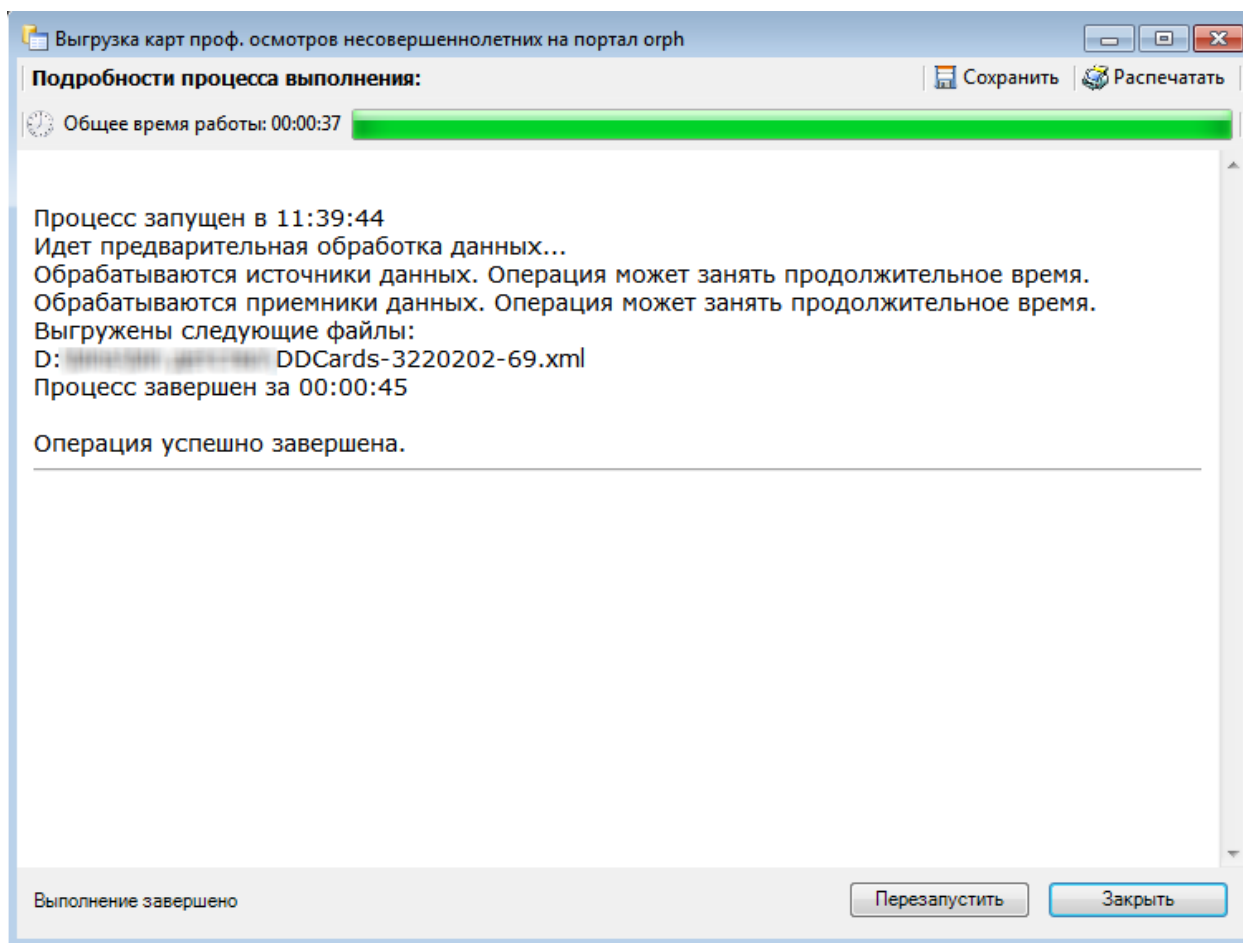 Выгрузка карт проф. осмотров несовершеннолетних на портал orph
Подробности процесса выполнения:
Сохранить
Распечатать
Общее время работы: 00:00:37
Процесс запущен в 11:39:44
Идет предварительная обработка данных...
Обрабатываются источники данных. Операция может занять продолжительное время.
Обрабатываются приемники данных. Операция может занять продолжительное время.
Выгружены следующие файлы:
D: DDCards-3220202-69.xml
Процесс завершен за 00:00:45
Операция успешно завершена.
Выполнение завершено
Перезапустить
Закрыть